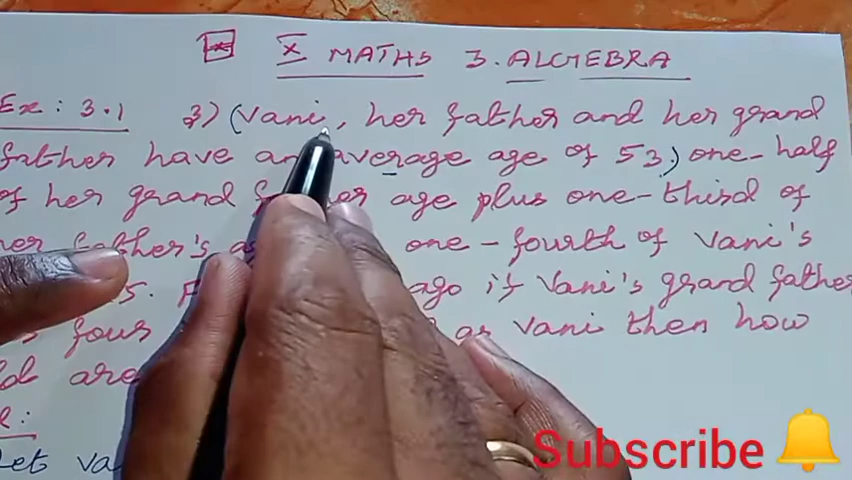 X MATHS 3. ALGEBRA
Ex: 3.1 3) (Vani, her father and her grand
father have an average age of 53,) one-half
of her grand age plus one-third of
her father's one-fourth of Vani's
5. ago if Vani's grand father
four as Vani then how
are
Let
Subscribe